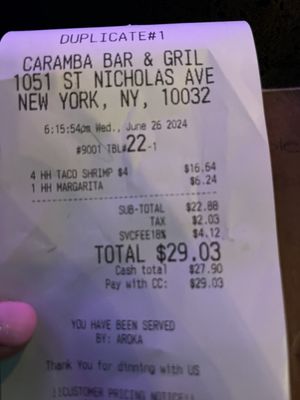 DUPLICATE#1
CARAMBA BAR & GRIL
1051 ST NICHOLAS AVE
NEW YORK, NY, 10032
6:15:54pm Wed., June 26 2024
#9001 TBL#22-1
4 HH TACO SHRIMP $4 $16.64
1 HH MARGARITA $6.24
SUB-TOTAL $22.88
TAX $2.03
SVCFEE18% $4.12
TOTAL $29.03
Cash total $27.90
Pay with CC: $29.03
YOU HAVE BEEN SERVED
BY: AROKA
Thank You for dinning with US
!!CUSTOMER PRICING NOTICE!!